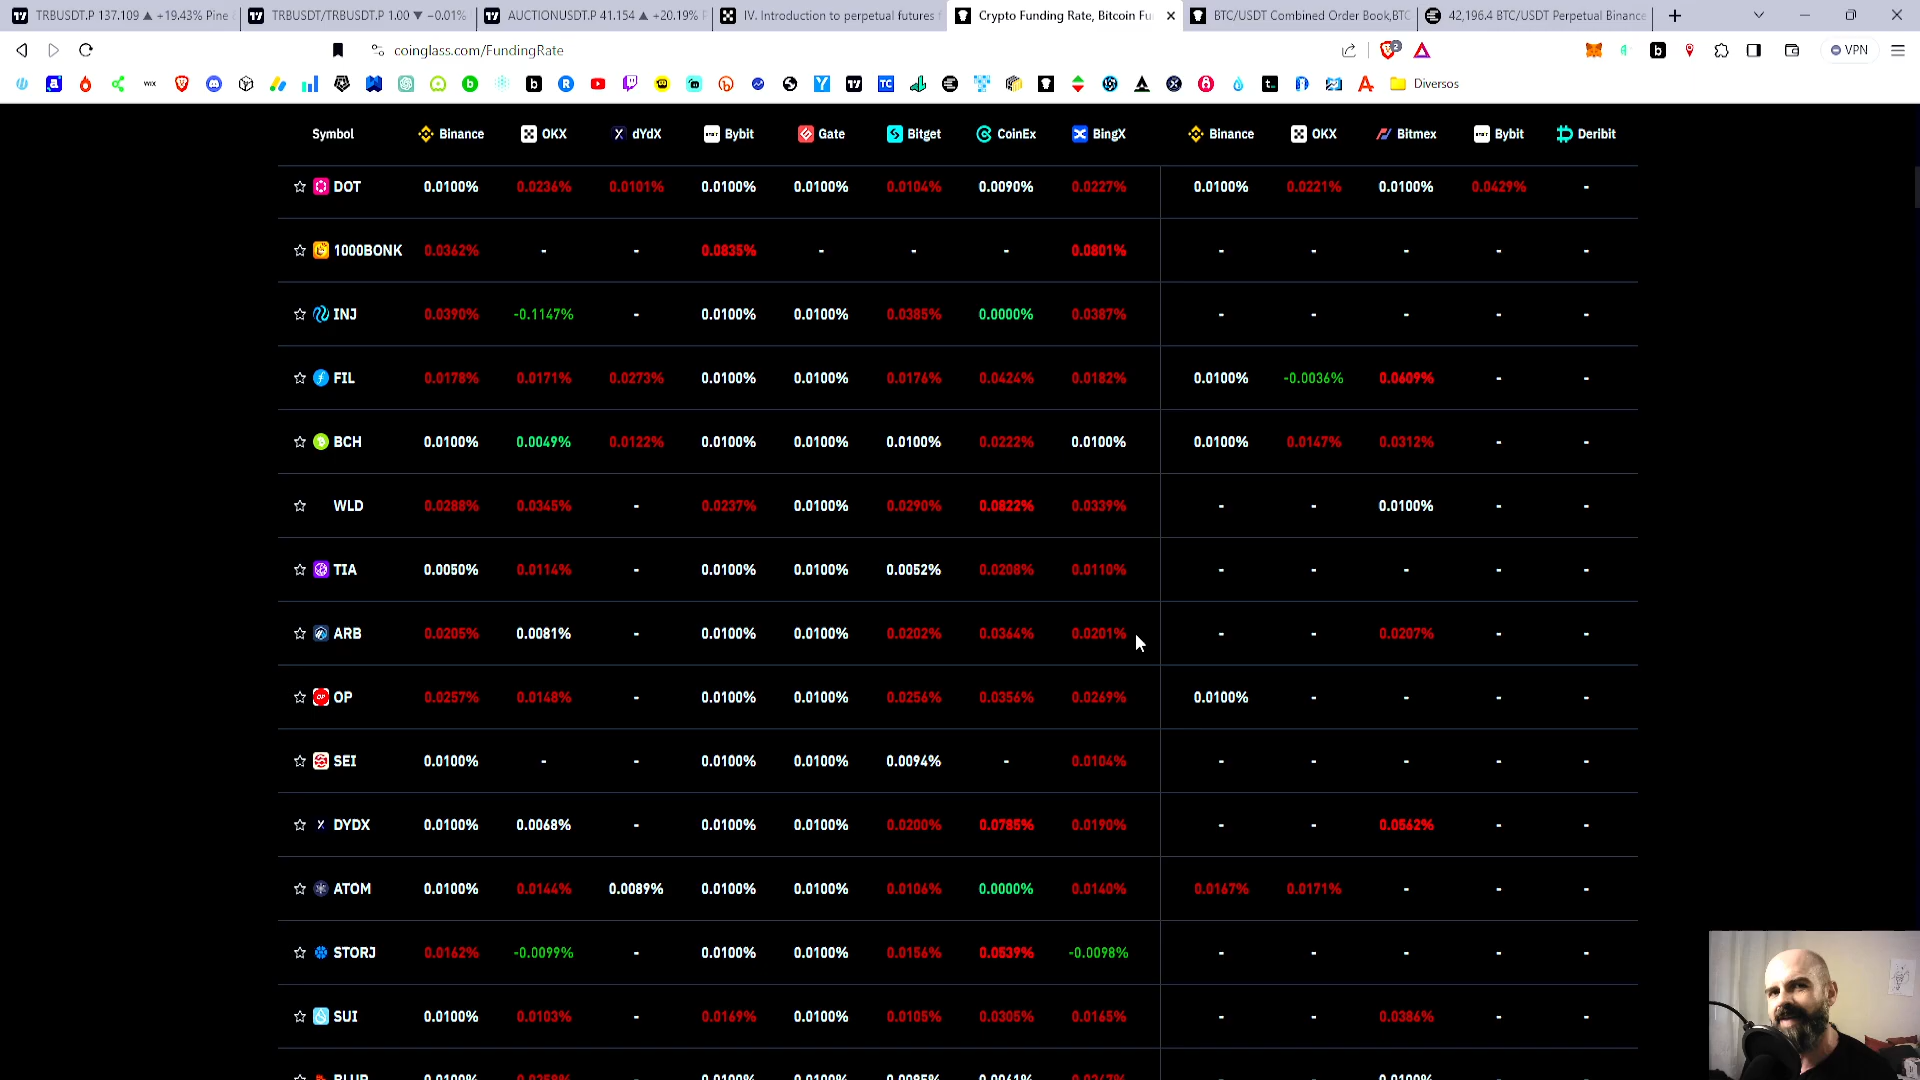 TRBUSDT.P 137.109 ▲ +19.43% Pine
TRBUSDT/TRBUSDT.P 1.00 ▼ −0.01%
AUCTIONUSDT.P 41.154 ▲ +20.19%
IV. Introduction to perpetual futures
Crypto Funding Rate, Bitcoin Fu
BTC/USDT Combined Order Book,BTC
42,196.4 BTC/USDT Perpetual Binance
coinglass.com/FundingRate
2
VPN
Diversos
Symbol Binance OKX dYdX Bybit Gate Bitget CoinEx BingX Binance OKX Bitmex Bybit Deribit
DOT 0.0100% 0.0236% 0.0101% 0.0100% 0.0100% 0.0104% 0.0090% 0.0227% 0.0100% 0.0221% 0.0100% 0.0429% -
1000BONK 0.0362% - - 0.0835% - - - 0.0801% - - - - -
INJ 0.0390% -0.1147% - 0.0100% 0.0100% 0.0385% 0.0000% 0.0387% - - - - -
FIL 0.0178% 0.0171% 0.0273% 0.0100% 0.0100% 0.0176% 0.0424% 0.0182% 0.0100% -0.0036% 0.0609% - -
BCH 0.0100% 0.0049% 0.0122% 0.0100% 0.0100% 0.0100% 0.0222% 0.0100% 0.0100% 0.0147% 0.0312% - -
WLD 0.0288% 0.0345% - 0.0237% 0.0100% 0.0290% 0.0822% 0.0339% - - 0.0100% - -
TIA 0.0050% 0.0114% - 0.0100% 0.0100% 0.0052% 0.0208% 0.0110% - - - - -
ARB 0.0205% 0.0081% - 0.0100% 0.0100% 0.0202% 0.0364% 0.0201% - - 0.0207% - -
OP 0.0257% 0.0148% - 0.0100% 0.0100% 0.0256% 0.0356% 0.0269% 0.0100% - - - -
SEI 0.0100% - - 0.0100% 0.0100% 0.0094% - 0.0104% - - - - -
DYDX 0.0100% 0.0068% - 0.0100% 0.0100% 0.0200% 0.0785% 0.0190% - - 0.0562% - -
ATOM 0.0100% 0.0144% 0.0089% 0.0100% 0.0100% 0.0106% 0.0000% 0.0140% 0.0167% 0.0171% - - -
STORJ 0.0162% -0.0099% - 0.0100% 0.0100% 0.0156% 0.0539% -0.0098% - - - - -
SUI 0.0100% 0.0103% - 0.0169% 0.0100% 0.0105% 0.0305% 0.0165% - - 0.0386% - -